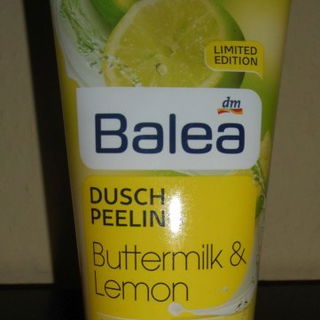 LIMITED
EDITION
dm
Balea
DUSCH
PEELIN
Buttermilk &
Lemon